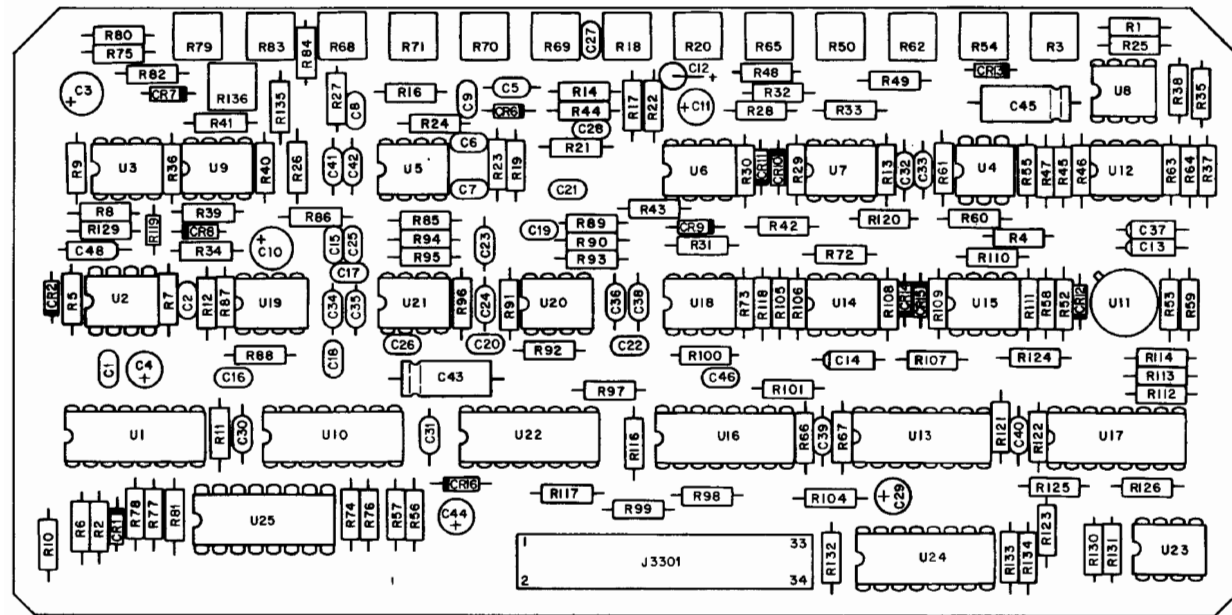 R80 R79 R83 R84 R68 R71 R70 R69 C27 R18 R20 R65 R50 R62 R54 R3 R1
R75 R25
R82 C12 R48 CR13 R49
C3 + CR7 R136 R135 R27 C8 R16 C9 C5 R14 R17 R22 + C11 R32 C45 U8 R38 R35
CR6 R44 R28 R33
R41 R24 C28
C6 R21
R9 U3 R36 U9 R40 R26 C41 C42 U5 R23 R19 U6 R30 CR11 CR10 R29 U7 R13 C32 C33 R61 U4 R55 R47 R45 R46 U12 R63 R64 R37
C7 C21
R8 R119 R39 R86 R85 R89 R43 R120 R60
R129 CR8 C15 C25 R94 C23 C19 R90 CR9 R42 R4 C37
C48 R34 + C10 R95 R93 R31 R72 R110 C13
C17
CR2 R5 U2 R7 C2 R12 R87 U19 C34 C35 U21 R96 C24 R91 U20 C36 C38 U18 R73 R118 R105 R106 U14 R108 CR14 CR15 R109 U15 R111 R58 R52 CR12 U11 R53 R59
C26 C20 C22
C1 C4 + R88 C18 R92 R100 C14 R107 R124 R114
C16 C43 C46 R113
R97 R101 R112
U1 R11 C30 U10 C31 U22 R116 U16 R66 C39 R67 U13 R121 C40 R122 U17
CR16 R117 R98 R104 C29 + R125 R126
R10 R6 R2 CR1 R78 R77 R81 U25 R74 R76 R57 R56 C44 + R99 R123
1 J3301 33 R132 U24 R133 R134 R130 R131 U23
2 34